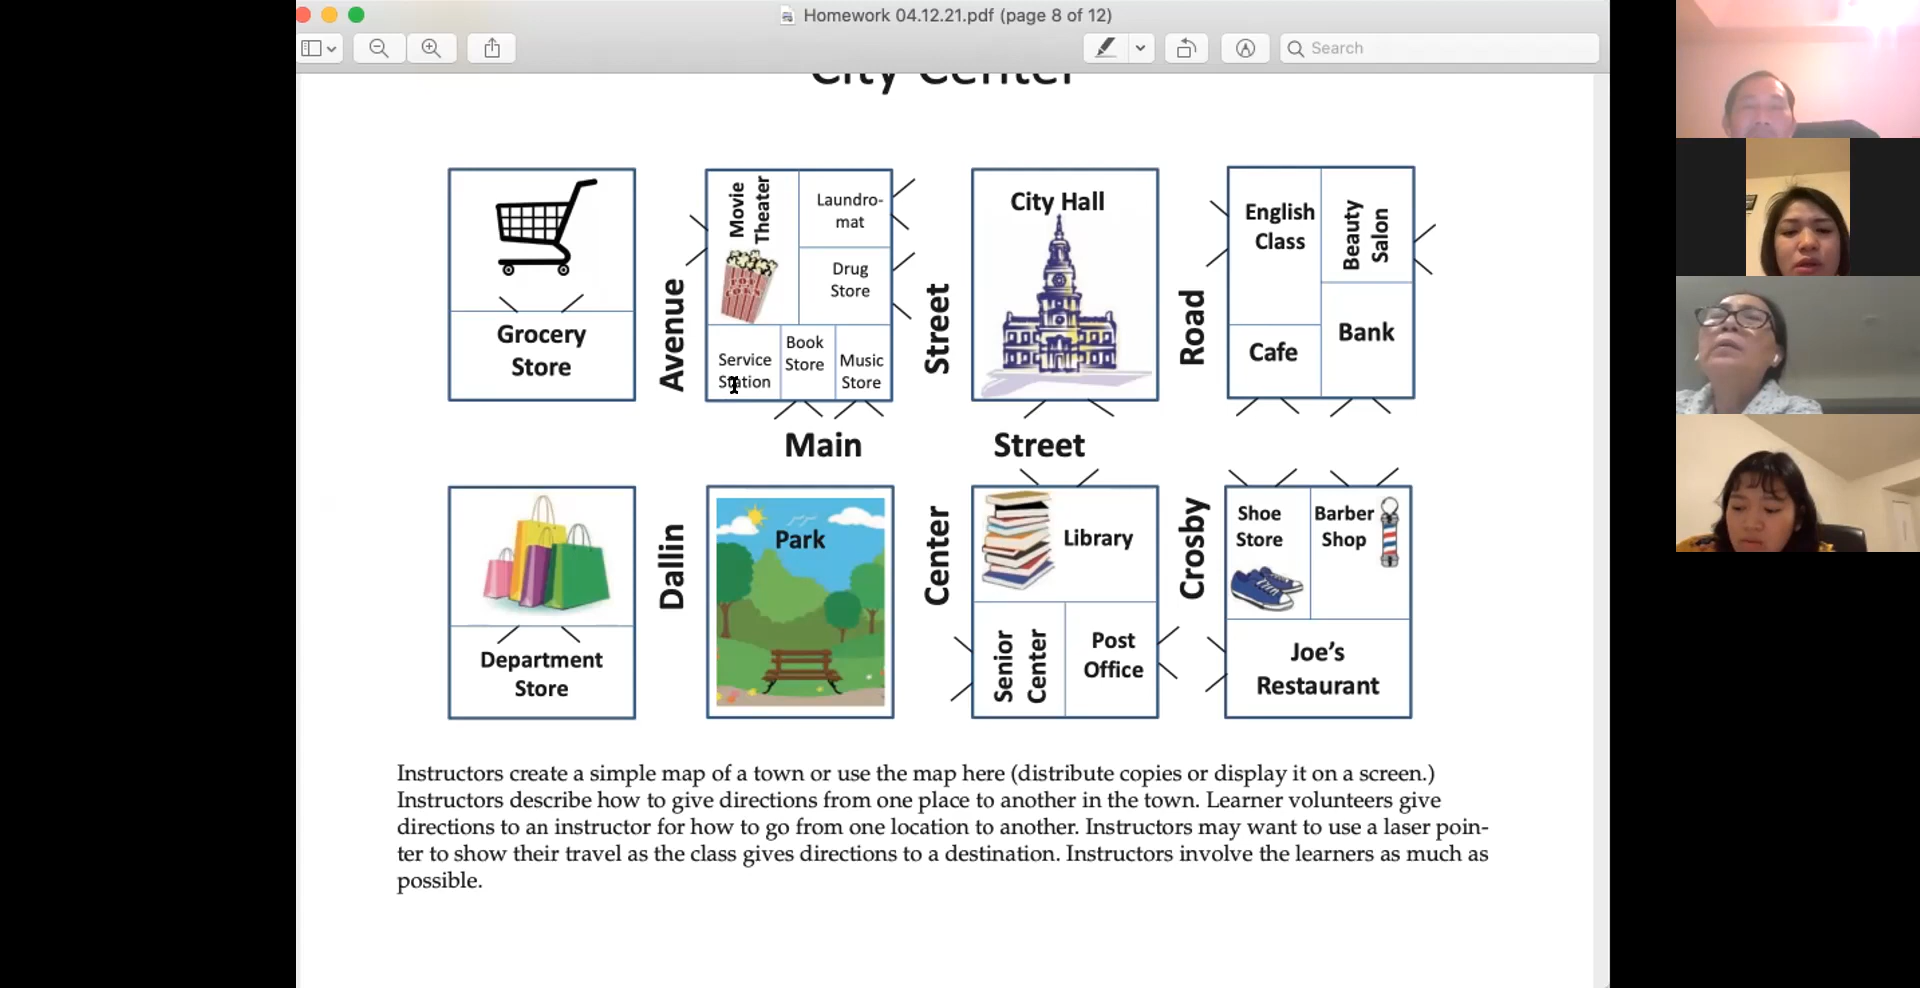 Homework 04.12.21.pdf (page 8 of 12)
Search
City Center
Movie
Theater
Laundro-
mat
Drug
Store
Service
Station
Book
Store
Music
Store
City Hall
English
Class
Beauty
Salon
Cafe
Bank
Grocery
Store
Avenue
Street
Road
Main Street
Dallin
Center
Crosby
Department
Store
Park
Library
Senior
Center
Post
Office
Shoe
Store
Barber
Shop
Joe’s
Restaurant
Instructors create a simple map of a town or use the map here (distribute copies or display it on a screen.)
Instructors describe how to give directions from one place to another in the town. Learner volunteers give
directions to an instructor for how to go from one location to another. Instructors may want to use a laser poin-
ter to show their travel as the class gives directions to a destination. Instructors involve the learners as much as
possible.